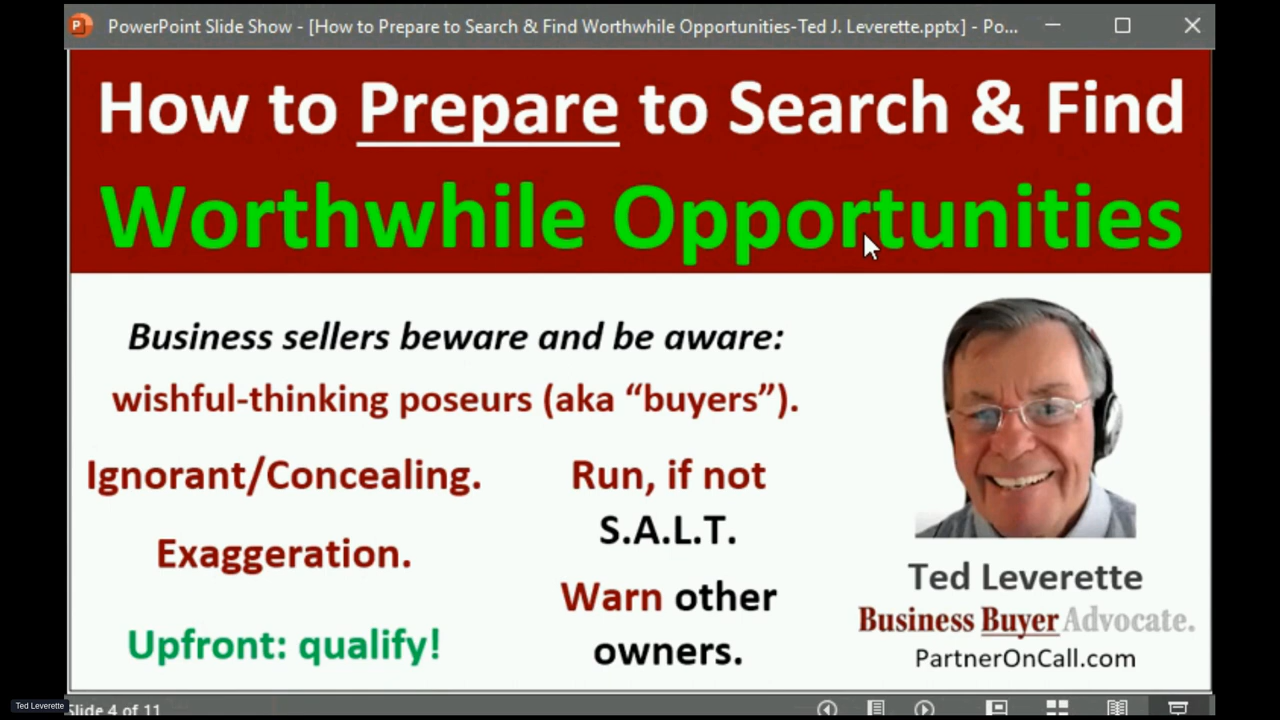 PowerPoint Slide Show - [How to Prepare to Search & Find Worthwhile Opportunities-Ted J. Leverette.pptx] - Po...
How to Prepare to Search & Find
Worthwhile Opportunities
Business sellers beware and be aware:
wishful-thinking poseurs (aka “buyers”).
Ignorant/Concealing.
Exaggeration.
Upfront: qualify!
Run, if not
S.A.L.T.
Warn other
owners.
Ted Leverette
Business Buyer Advocate.
PartnerOnCall.com
Ted Leverette
Slide 4 of 11